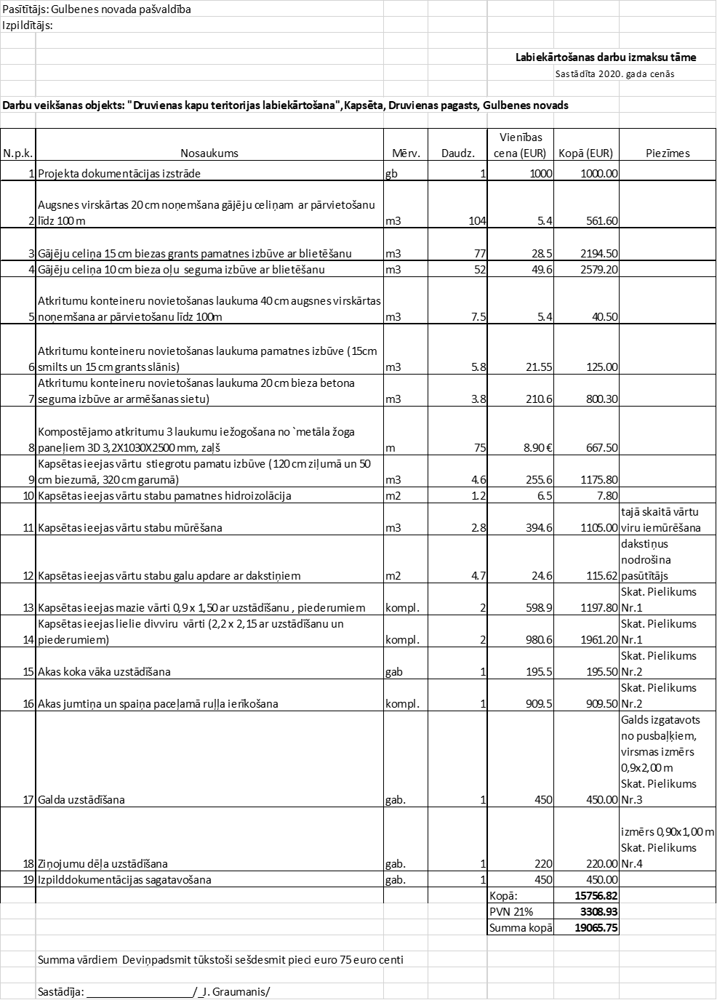 Pasītītājs: Gulbenes novada pašvaldība
Izpildītājs:
Labiekārtošanas darbu izmaksu tāme
Sastādīta 2020. gada cenās
Darbu veikšanas objekts: "Druvienas kapu teritorijas labiekārtošana",Kapsēta, Druvienas pagasts, Gulbenes novads
N.p.k. Nosaukums Mērv. Daudz. Vienības cena (EUR) Kopā (EUR) Piezīmes
1 Projekta dokumentācijas izstrāde gb 1 1000 1000.00
Augsnes virskārtas 20 cm noņemšana gājēju celiņam ar pārvietošanu
2 līdz 100 m m3 104 5.4 561.60
3 Gājēju celiņa 15 cm biezas grants pamatnes izbūve ar blietēšanu m3 77 28.5 2194.50
4 Gājēju celiņa 10 cm bieza oļu seguma izbūve ar blietēšanu m3 52 49.6 2579.20
Atkritumu konteineru novietošanas laukuma 40 cm augsnes virskārtas
5 noņemšana ar pārvietošanu līdz 100m m3 7.5 5.4 40.50
Atkritumu konteineru novietošanas laukuma pamatnes izbūve (15cm
6 smilts un 15 cm grants slānis) m3 5.8 21.55 125.00
Atkritumu konteineru novietošanas laukuma 20 cm bieza betona
7 seguma izbūve ar armēšanas sietu) m3 3.8 210.6 800.30
Kompostējamo atkritumu 3 laukumu iežogošana no `metāla žoga
8 paneļiem 3D 3,2X1030X2500 mm, zaļš m 75 8.90 € 667.50
Kapsētas ieejas vārtu stiegrotu pamatu izbūve (120 cm ziļumā un 50
9 cm biezumā, 320 cm garumā) m3 4.6 255.6 1175.80
10 Kapsētas ieejas vārtu stabu pamatnes hidroizolācija m2 1.2 6.5 7.80
tajā skaitā vārtu
11 Kapsētas ieejas vārtu stabu mūrēšana m3 2.8 394.6 1105.00 viru iemūrēšana
dakstiņus
nodrošina
12 Kapsētas ieejas vārtu stabu galu apdare ar dakstiņiem m2 4.7 24.6 115.62 pasūtītājs
Skat. Pielikums
13 Kapsētas ieejas mazie vārti 0,9 x 1,50 ar uzstādīšanu , piederumiem kompl. 2 598.9 1197.80 Nr.1
Kapsētas ieejas lielie divviru vārti (2,2 x 2,15 ar uzstādīšanu un Skat. Pielikums
14 piederumiem) kompl. 2 980.6 1961.20 Nr.1
Skat. Pielikums
15 Akas koka vāka uzstādīšana gab 1 195.5 195.50 Nr.2
Skat. Pielikums
16 Akas jumtiņa un spaiņa paceļamā ruļļa ierīkošana kompl. 1 909.5 909.50 Nr.2
Galds izgatavots
no pusbaļķiem,
virsmas izmērs
0,9x2,00 m
Skat. Pielikums
17 Galda uzstādīšana gab. 1 450 450.00 Nr.3
izmērs 0,90x1,00 m
Skat. Pielikums
18 Ziņojumu dēļa uzstādīšana gab. 1 220 220.00 Nr.4
19 Izpilddokumentācijas sagatavošana gab. 1 450 450.00
Kopā: 15756.82
PVN 21% 3308.93
Summa kopā 19065.75
Summa vārdiem Deviņpadsmit tūkstoši sešdesmit pieci euro 75 euro centi
Sastādīja: __________________/_J. Graumanis/